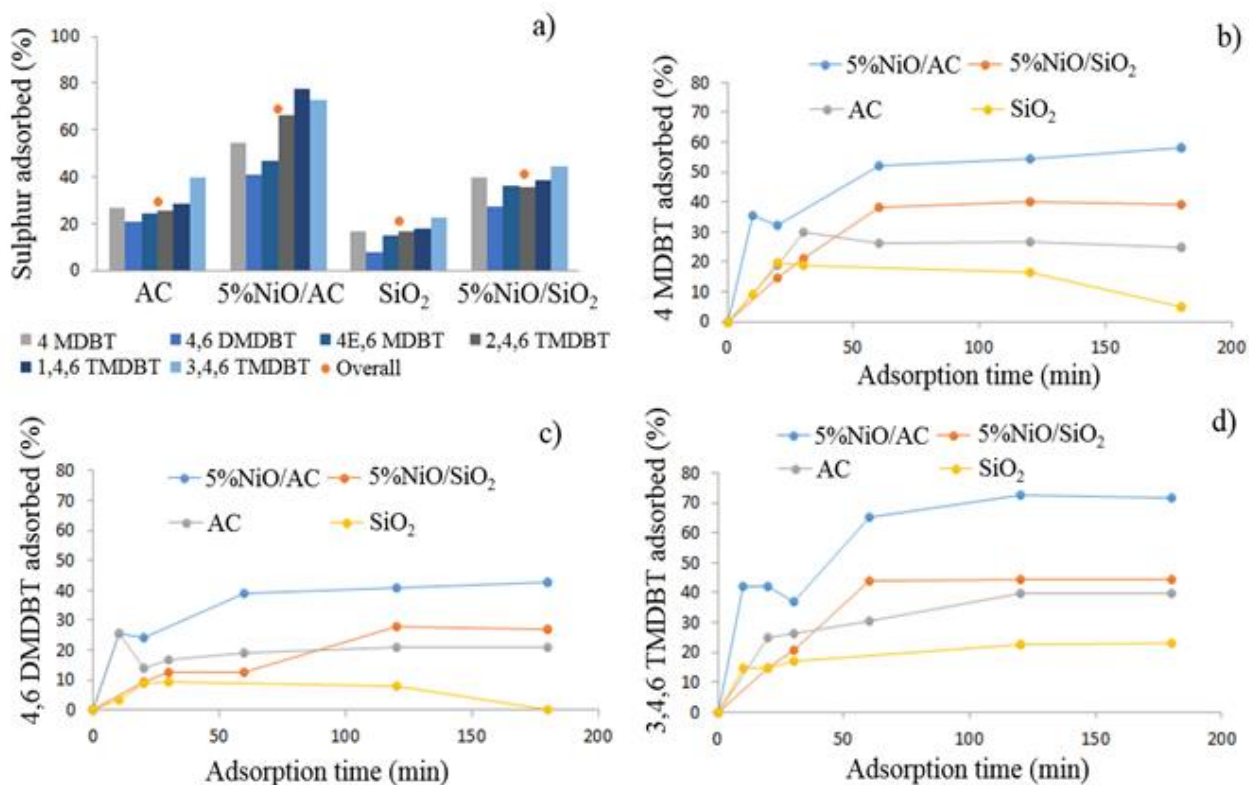 a)
Sulphur adsorbed (%)
100
80
60
40
20
0
AC 5%NiO/AC SiO₂ 5%NiO/SiO₂
4 MDBT 4,6 DMDBT 4E,6 MDBT 2,4,6 TMDBT
1,4,6 TMDBT 3,4,6 TMDBT Overall
b)
4 MDBT adsorbed (%)
5%NiO/AC 5%NiO/SiO₂
AC SiO₂
80
70
60
50
40
30
20
10
0
0 50 100 150 200
Adsorption time (min)
c)
4,6 DMDBT adsorbed (%)
5%NiO/AC 5%NiO/SiO₂
AC SiO₂
80
70
60
50
40
30
20
10
0
0 50 100 150 200
Adsorption time (min)
d)
3,4,6 TMDBT adsorbed (%)
5%NiO/AC 5%NiO/SiO₂
AC SiO₂
80
70
60
50
40
30
20
10
0
0 50 100 150 200
Adsorption time (min)